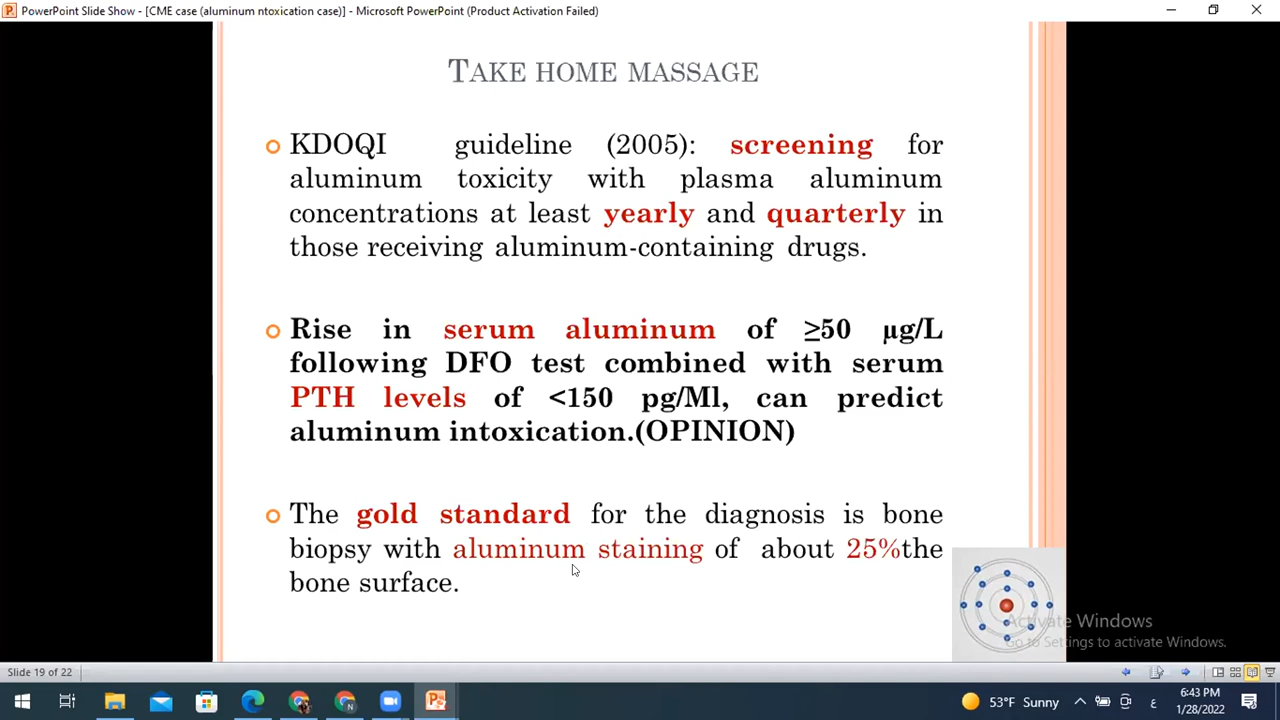 PowerPoint Slide Show - [CME case (aluminum ntoxication case)] - Microsoft PowerPoint (Product Activation Failed)
TAKE HOME MASSAGE
KDOQI guideline (2005): screening for
aluminum toxicity with plasma aluminum
concentrations at least yearly and quarterly in
those receiving aluminum-containing drugs.
Rise in serum aluminum of ≥50 µg/L
following DFO test combined with serum
PTH levels of <150 pg/Ml, can predict
aluminum intoxication.(OPINION)
The gold standard for the diagnosis is bone
biopsy with aluminum staining of about 25%the
bone surface.
Activate Windows
Go to Settings to activate Windows.
Slide 19 of 22
53°F Sunny
ع
6:43 PM
1/28/2022